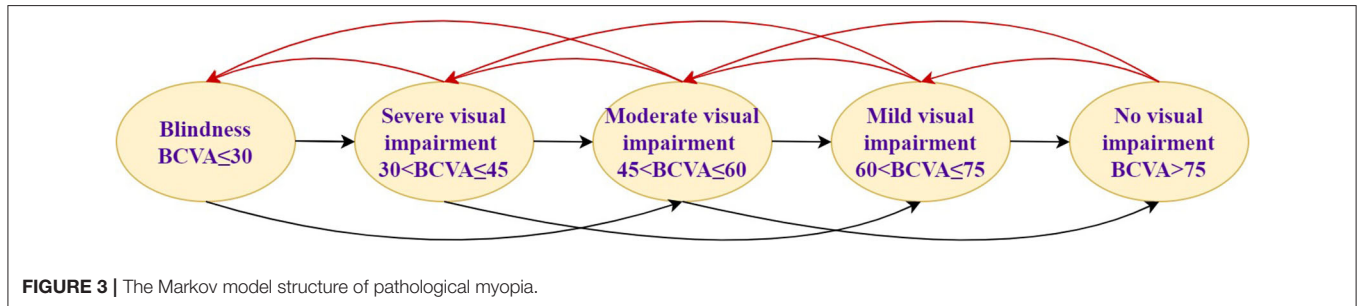 Blindness
BCVA≤30
Severe visual
impairment
30<BCVA≤45
Moderate visual
impairment
45<BCVA≤60
Mild visual
impairment
60<BCVA≤75
No visual
impairment
BCVA>75
FIGURE 3 | The Markov model structure of pathological myopia.